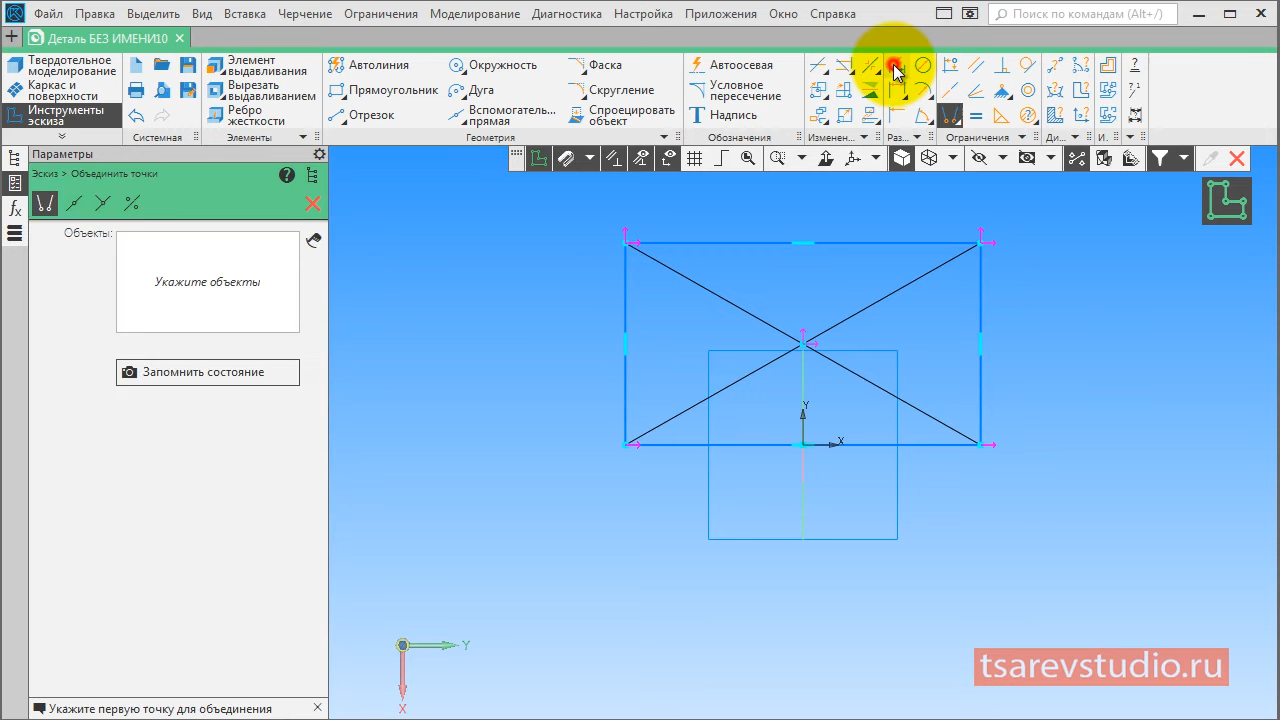 Файл Правка Выделить Вид Вставка Черчение Ограничения Моделирование Диагностика Настройка Приложения Окно Справка
Поиск по командам (Alt+/)
Деталь БЕЗ ИМЕНИ10
Твердотельное моделирование
Каркас и поверхности
Инструменты эскиза
Системная
Элемент выдавливания
Вырезать выдавливанием
Ребро жесткости
Элементы
Автолиния
Окружность
Фаска
Прямоугольник
Дуга
Скругление
Отрезок
Вспомогатель... прямая
Спроецировать объект
Геометрия
Автоосевая
Условное пересечение
Надпись
Обозначения
Изменен...
Раз...
Ограничения
Ди...
И.
Параметры
Эскиз > Объединить точки
Объекты:
Укажите объекты
Запомнить состояние
Y
X
Y
X
tsarevstudio.ru
Укажите первую точку для объединения